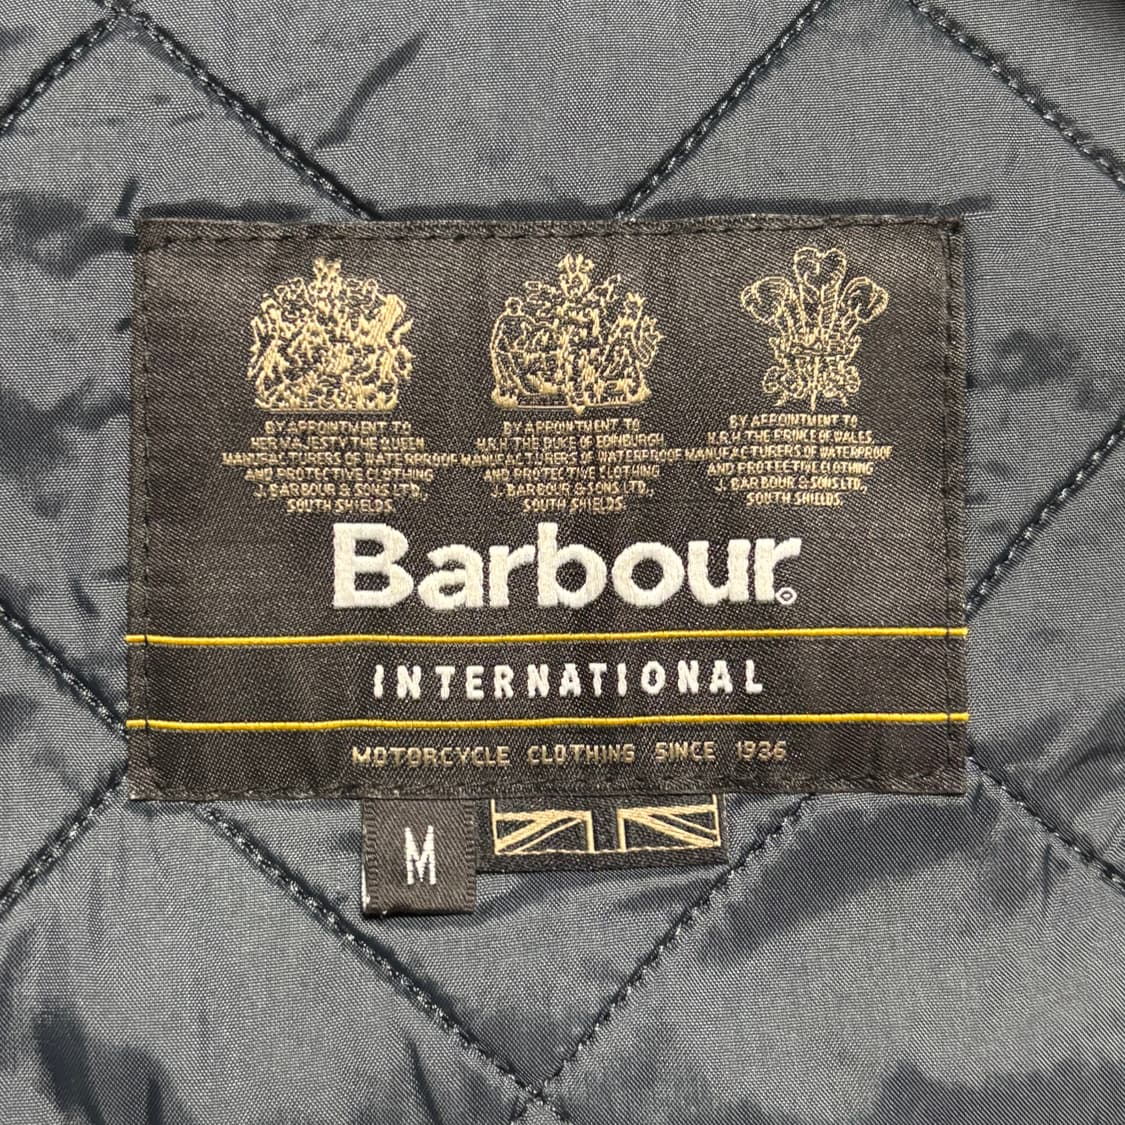 BY APPOINTMENT TO
HER MAJESTY THE QUEEN
MANUFACTURERS OF WATERPROOF
AND PROTECTIVE CLOTHING
J. BARBOUR & SONS LTD.,
SOUTH SHIELDS.
BY APPOINTMENT TO
H.R.H. THE DUKE OF EDINBURGH
MANUFACTURERS OF WATERPROOF
AND PROTECTIVE CLOTHING
J. BARBOUR & SONS LTD.,
SOUTH SHIELDS.
BY APPOINTMENT TO
H.R.H. THE PRINCE OF WALES,
MANUFACTURERS OF WATERPROOF
AND PROTECTIVE CLOTHING
J. BARBOUR & SONS LTD.,
SOUTH SHIELDS.
Barbour®
INTERNATIONAL
MOTORCYCLE CLOTHING SINCE 1936
M